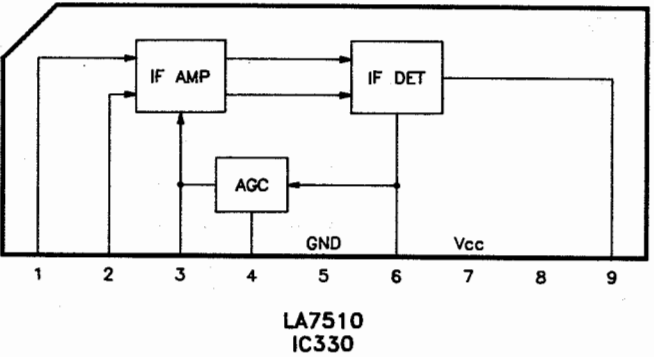 IF AMP
IF DET
AGC
GND
Vcc
1 2 3 4 5 6 7 8 9
LA7510
IC330